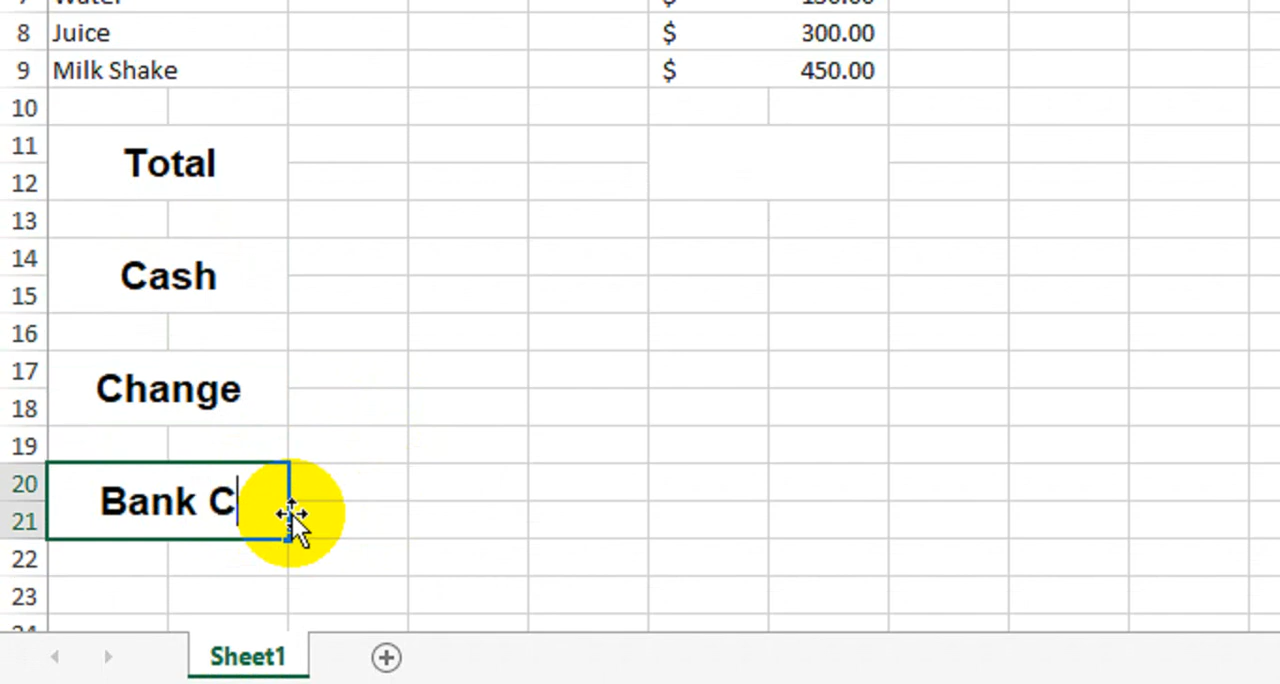 8 Juice $ 300.00
9 Milk Shake $ 450.00
10
11
Total
12
13
14
Cash
15
16
17
Change
18
19
20
Bank C
21
22
23
Sheet1